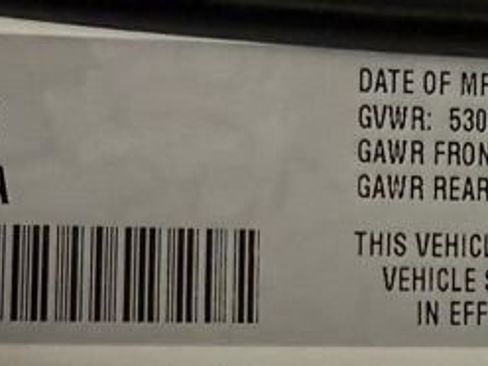 A
DATE OF MF
GVWR: 530
GAWR FRON
GAWR REAR
THIS VEHICL
VEHICLE S
IN EFF